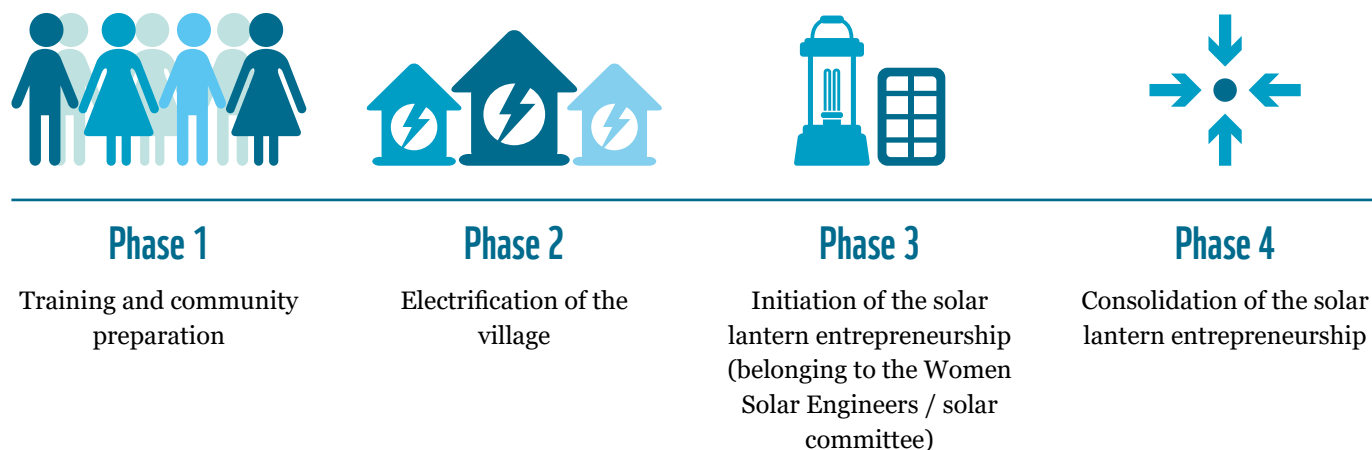 Phase 1
Training and community
preparation
Phase 2
Electrification of the
village
Phase 3
Initiation of the solar
lantern entrepreneurship
(belonging to the Women
Solar Engineers / solar
committee)
Phase 4
Consolidation of the solar
lantern entrepreneurship